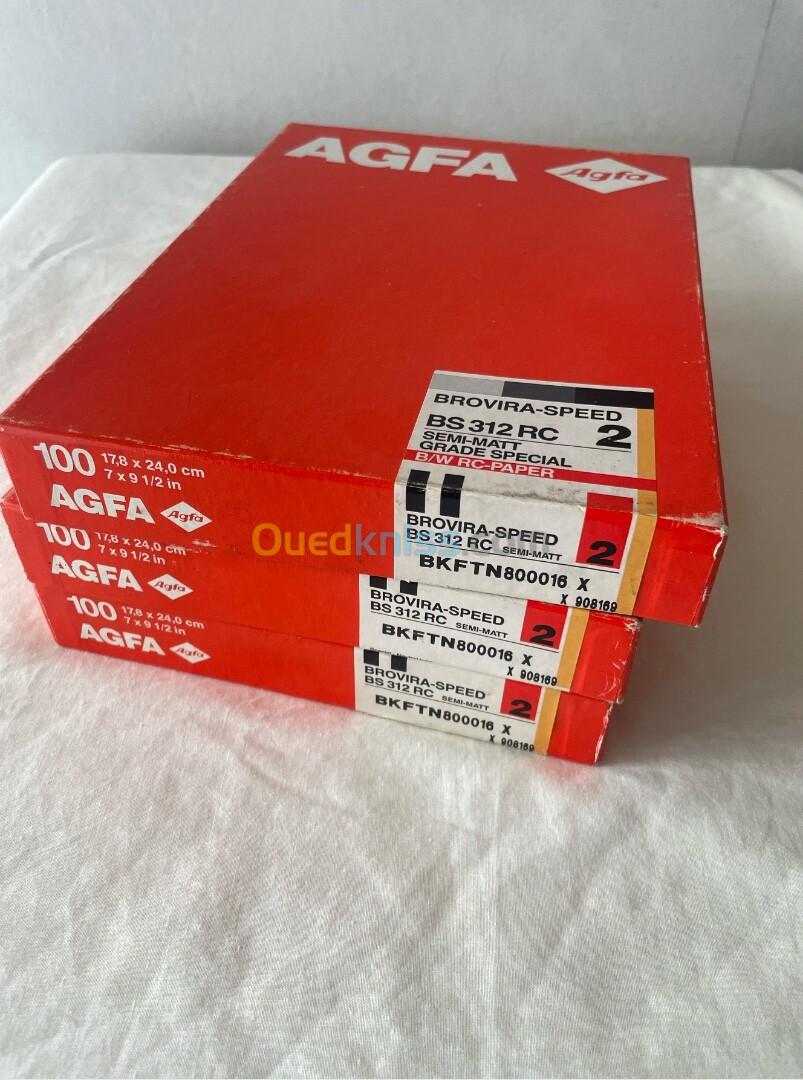 AGFA Agfa
BROVIRA-SPEED
BS 312 RC 2
SEMI-MATT
GRADE SPECIAL
B/W RC-PAPER
100 17,8 x 24,0 cm
7 x 9 1/2 in
AGFA Agfa
BROVIRA-SPEED
BS 312 RC SEMI-MATT 2
BKFTN800016 X
X 908169
Ouedkniss.com
100 17,8 x 24,0 cm
7 x 9 1/2 in
AGFA Agfa
BROVIRA-SPEED
BS 312 RC SEMI-MATT 2
BKFTN800016 X
X 908169
100 17,8 x 24,0 cm
7 x 9 1/2 in
AGFA Agfa
BROVIRA-SPEED
BS 312 RC SEMI-MATT 2
BKFTN800016 X
X 908169